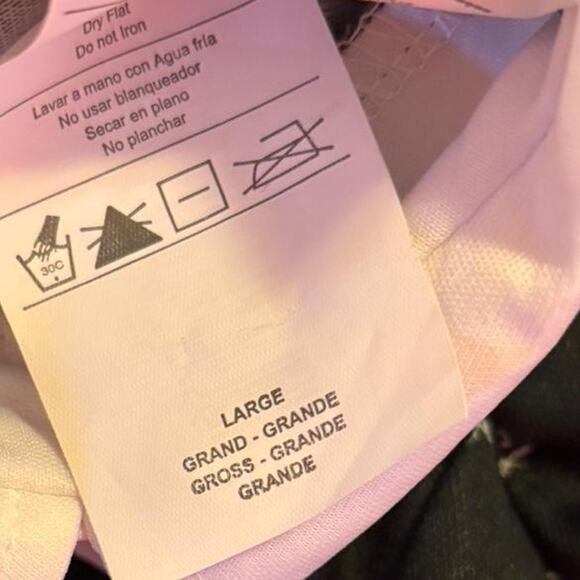 Dry Flat
Do not Iron
Lavar a mano con Agua fria
No usar blanqueador
Secar en plano
No planchar
30C
LARGE
GRAND - GRANDE
GROSS - GRANDE
GRANDE